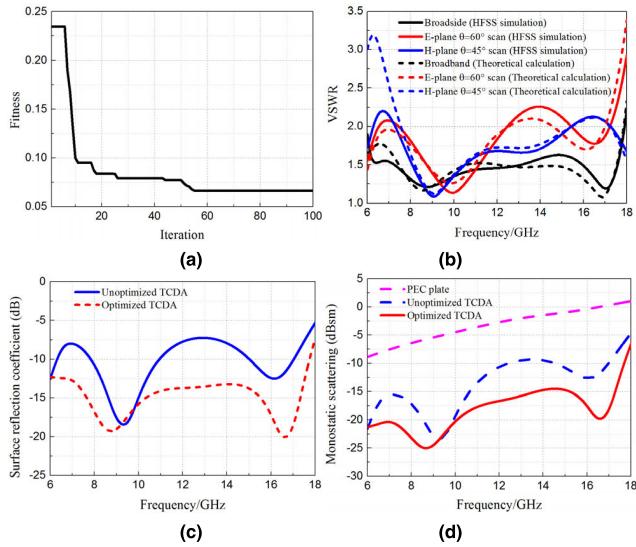 0.25
0.20
0.15
0.10
0.05
Fitness
0
20
40
60
80
100
Iteration
(a)
3.5
3.0
2.5
2.0
1.5
1.0
VSWR
Broadside (HFSS simulation)
E-plane θ=60° scan (HFSS simulation)
H-plane θ=45° scan (HFSS simulation)
Broadband (Theoretical calculation)
E-plane θ=60° scan (Theoretical calculation)
H-plane θ=45° scan (Theoretical calculation)
6
8
10
12
14
16
18
Frequency/GHz
(b)
0
-5
-10
-15
-20
-25
Surface reflection coefficient (dB)
Unoptimized TCDA
Optimized TCDA
6
8
10
12
14
16
18
Frequency/GHz
(c)
5
0
-5
-10
-15
-20
-25
-30
Monostatic scattering (dBsm)
PEC plate
Unoptimized TCDA
Optimized TCDA
6
8
10
12
14
16
18
Frequency/GHz
(d)